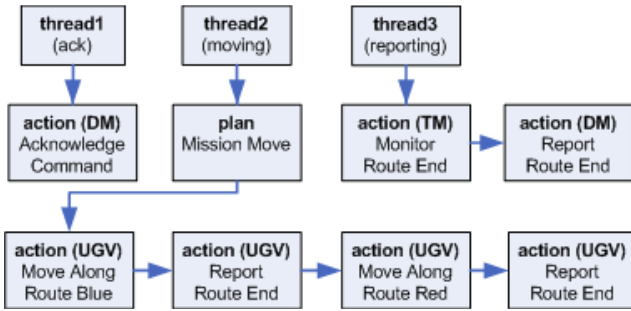 thread1
(ack)
thread2
(moving)
thread3
(reporting)
action (DM)
Acknowledge
Command
plan
Mission Move
action (TM)
Monitor
Route End
action (DM)
Report
Route End
action (UGV)
Move Along
Route Blue
action (UGV)
Report
Route End
action (UGV)
Move Along
Route Red
action (UGV)
Report
Route End